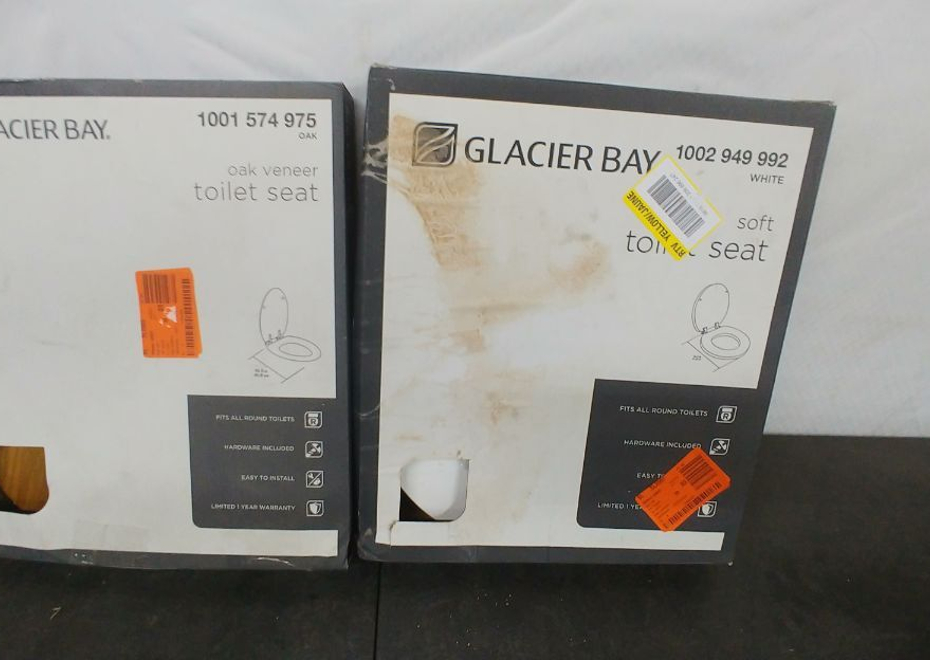 ACIER BAY.
1001 574 975
OAK
oak veneer
toilet seat
FITS ALL ROUND TOILETS
R
HARDWARE INCLUDED
EASY TO INSTALL
LIMITED 1 YEAR WARRANTY
GLACIER BAY
1002 949 992
WHITE
RTV YELLOW/JAUNE
soft
seat
FITS ALL ROUND TOILETS
R
HARDWARE INCLUDED
EASY
LIMITED 1